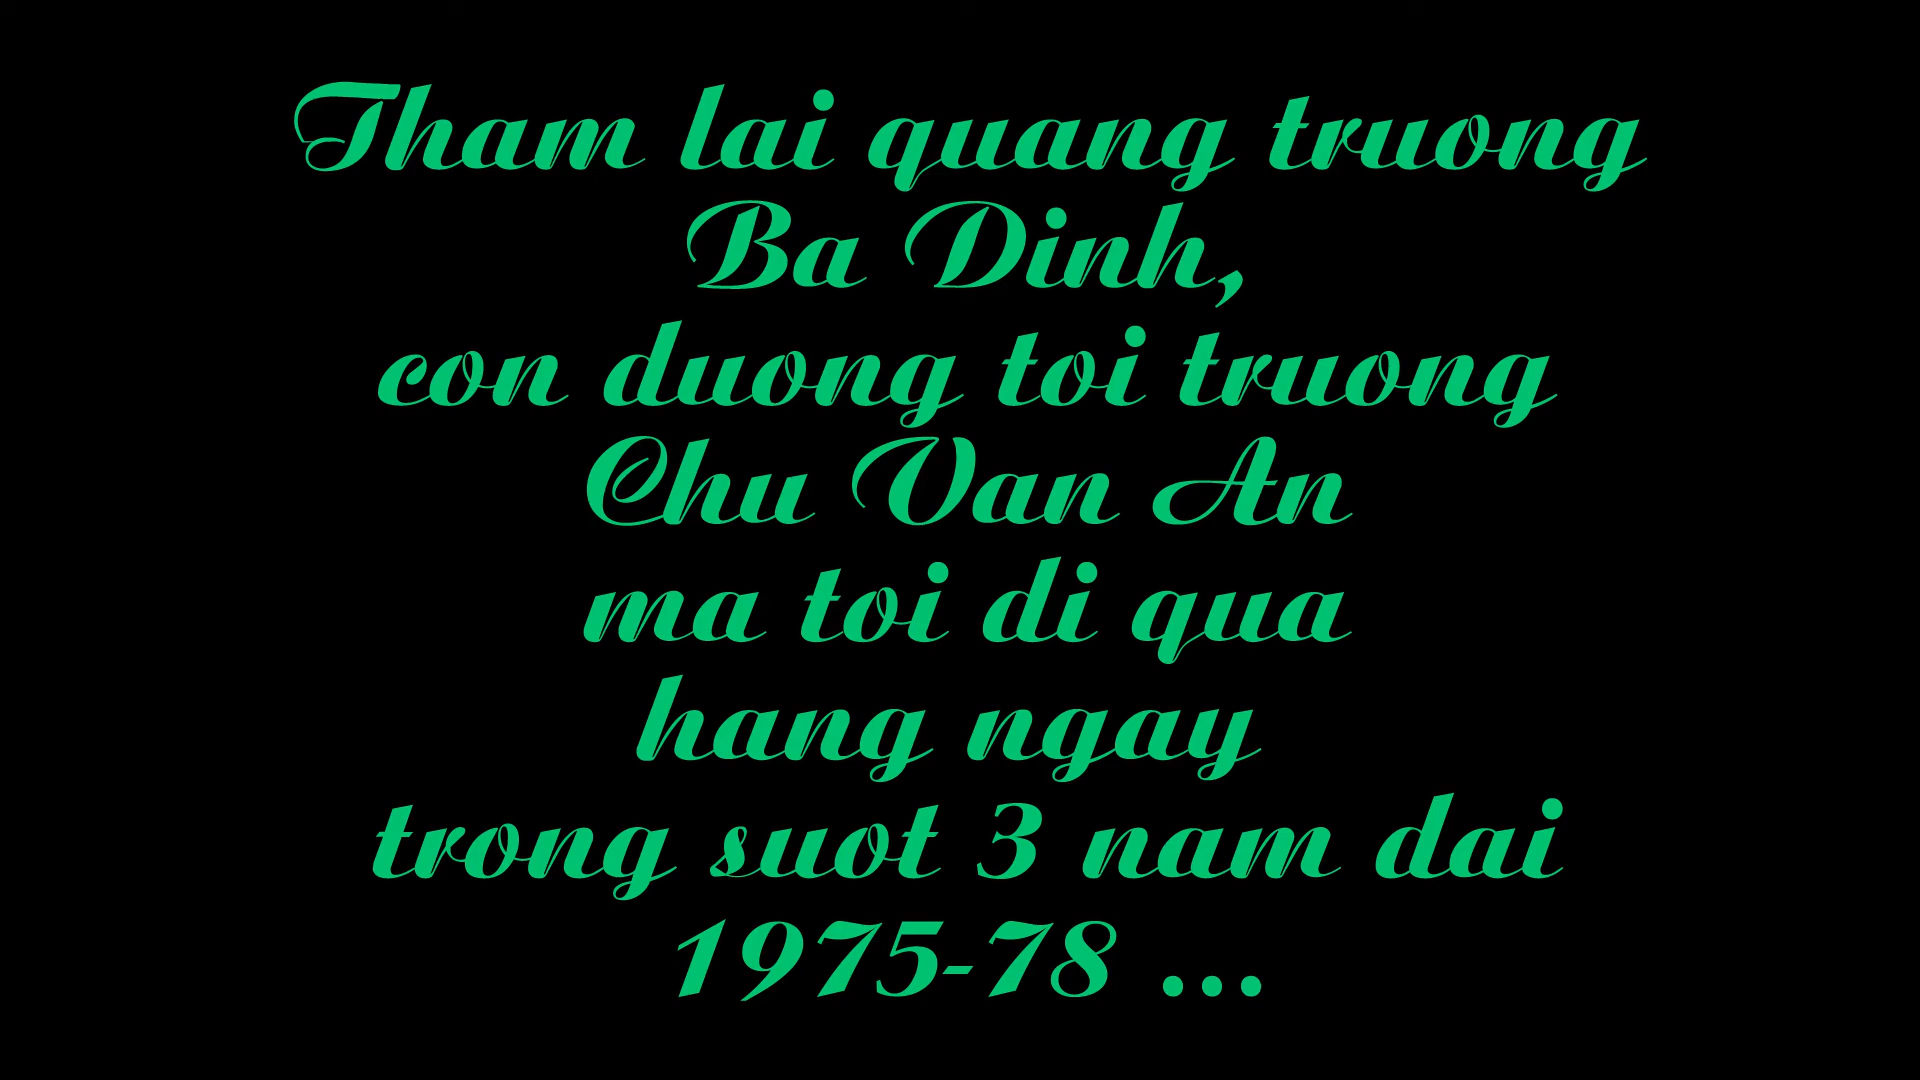 Tham lai quang truong
Ba Dinh,
con duong toi truong
Chu Van An
ma toi di qua
hang ngay
trong suot 3 nam dai
1975-78 ...